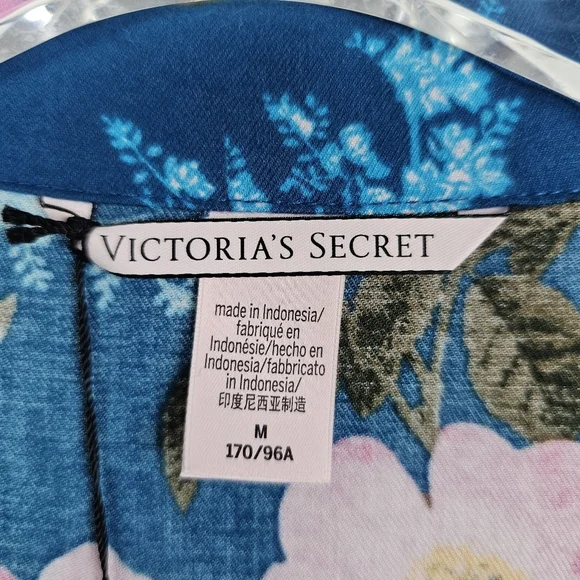 VICTORIA'S SECRET
made in Indonesia/
fabriqué en
Indonésie/hecho en
Indonesia/fabbricato
in Indonesia/
印度尼西亚制造
M
170/96A